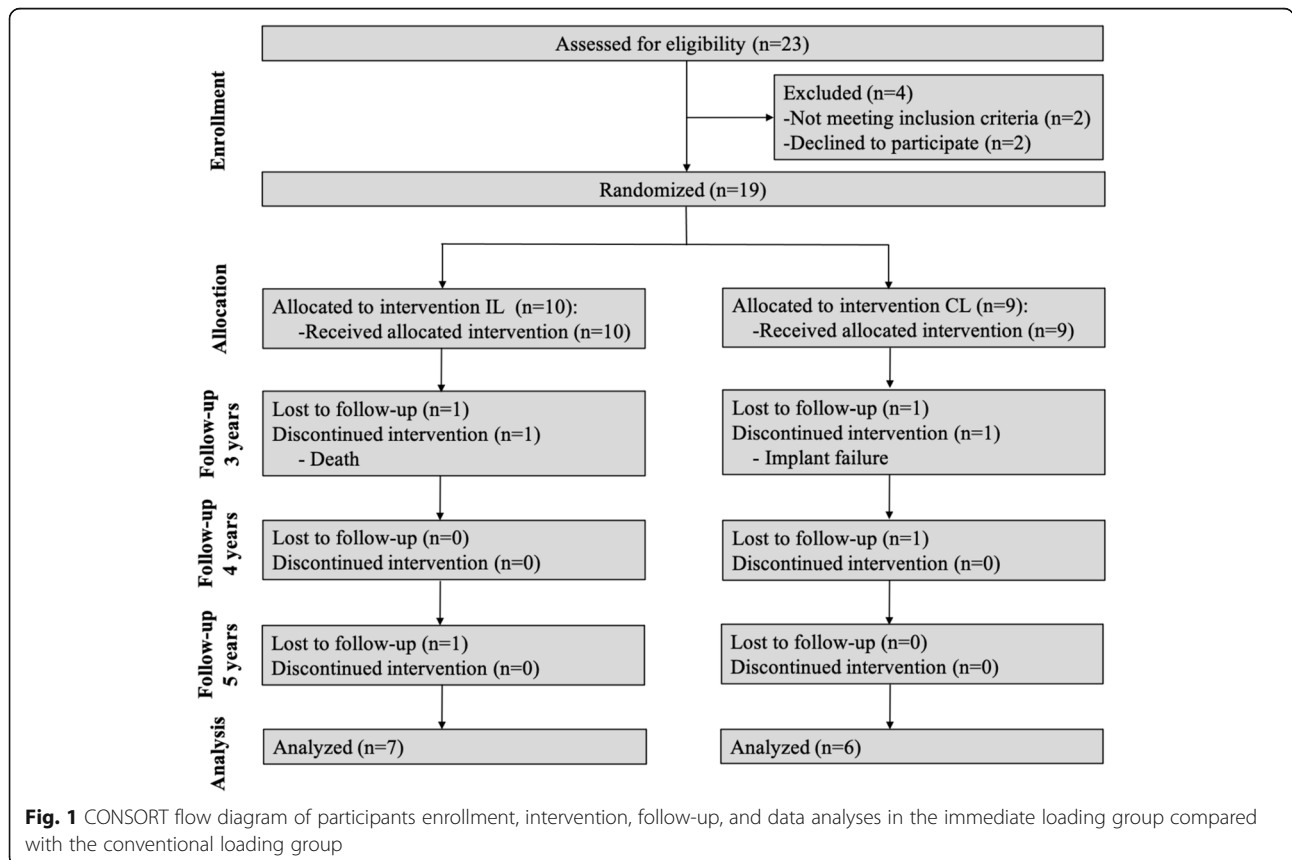 Assessed for eligibility (n=23)
Enrollment
Excluded (n=4)
-Not meeting inclusion criteria (n=2)
-Declined to participate (n=2)
Randomized (n=19)
Allocation
Allocated to intervention IL (n=10):
-Received allocated intervention (n=10)
Allocated to intervention CL (n=9):
-Received allocated intervention (n=9)
Follow-up
3 years
Lost to follow-up (n=1)
Discontinued intervention (n=1)
- Death
Lost to follow-up (n=1)
Discontinued intervention (n=1)
- Implant failure
Follow-up
4 years
Lost to follow-up (n=0)
Discontinued intervention (n=0)
Lost to follow-up (n=1)
Discontinued intervention (n=0)
Follow-up
5 years
Lost to follow-up (n=1)
Discontinued intervention (n=0)
Lost to follow-up (n=0)
Discontinued intervention (n=0)
Analysis
Analyzed (n=7)
Analyzed (n=6)
Fig. 1 CONSORT flow diagram of participants enrollment, intervention, follow-up, and data analyses in the immediate loading group compared
with the conventional loading group